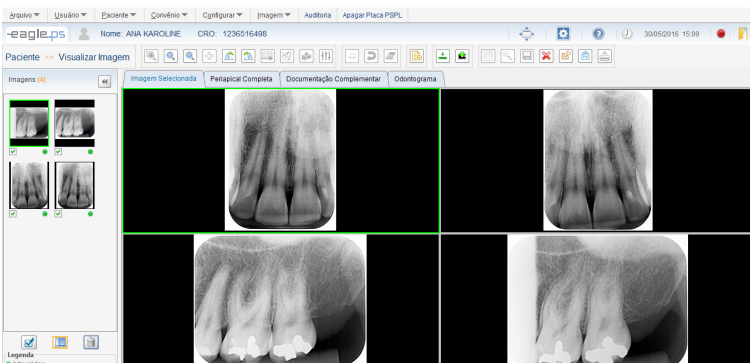 Arquivo Usuário Paciente Convênio Configurar Imagem Auditoria Apagar Placa PSPL
eagle.ps Nome: ANA KAROLINE CRO: 1236516498 30/05/2016 15:09
Paciente >> Visualizar Imagem
Imagens (4) Imagem Selecionada Periapical Completa Documentação Complementar Odontograma
Legenda